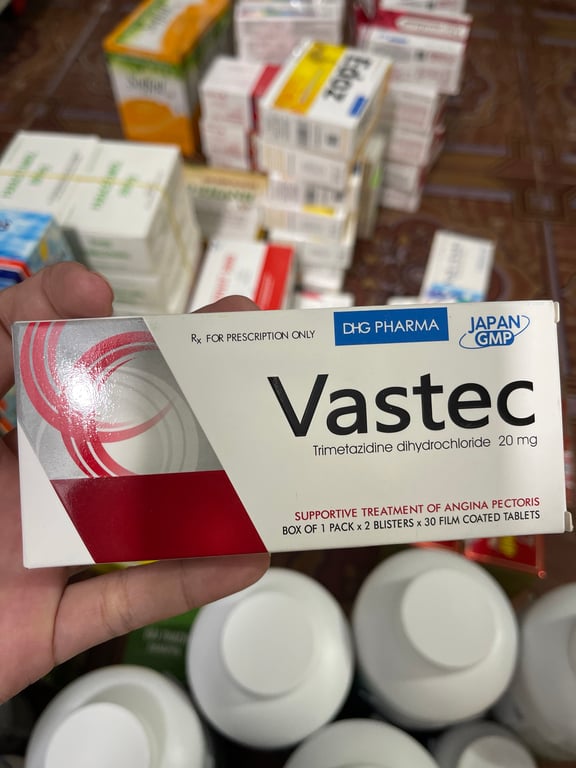 Edoz
Rx FOR PRESCRIPTION ONLY
DHG PHARMA
JAPAN
GMP
Vastec
Trimetazidine dihydrochloride 20 mg
SUPPORTIVE TREATMENT OF ANGINA PECTORIS
BOX OF 1 PACK x 2 BLISTERS x 30 FILM COATED TABLETS